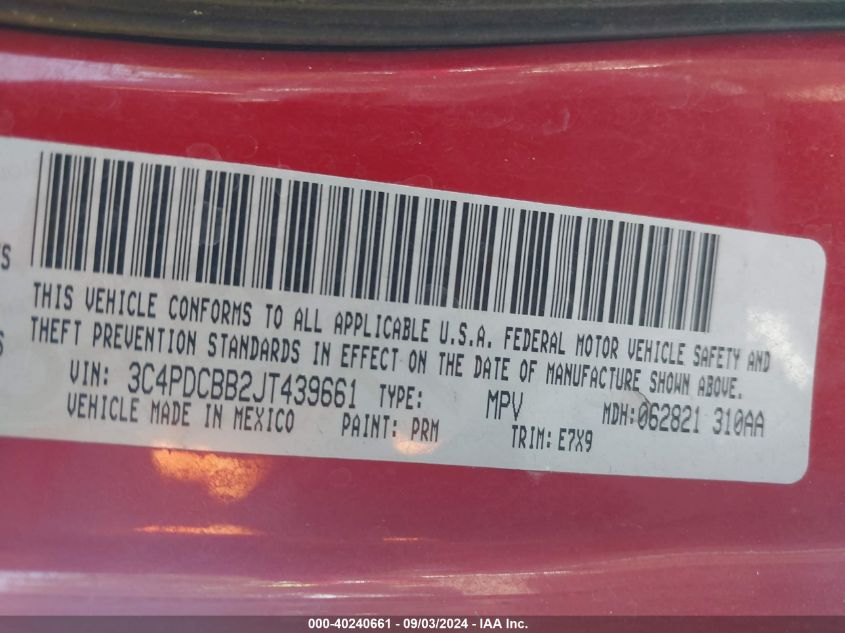 THIS VEHICLE CONFORMS TO ALL APPLICABLE U.S.A. FEDERAL MOTOR VEHICLE SAFETY AND
THEFT PREVENTION STANDARDS IN EFFECT ON THE DATE OF MANUFACTURE SHOWN ABOVE.
VIN: 3C4PDCBB2JT439661 TYPE: MPV MDH:062821 310AA
VEHICLE MADE IN MEXICO PAINT: PRM TRIM: E7X9
000-40240661 - 09/03/2024 - IAA Inc.